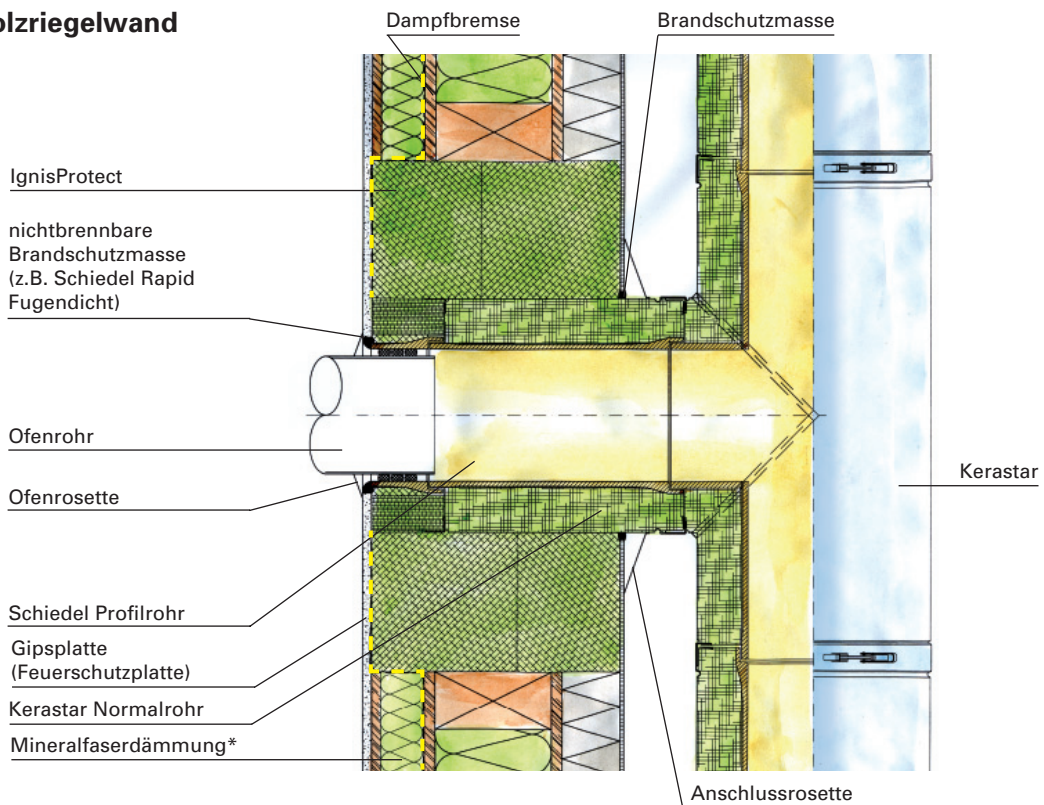 olzriegelwand
Dampfbremse
Brandschutzmasse
IgnisProtect
nichtbrennbare
Brandschutzmasse
(z.B. Schiedel Rapid
Fugendicht)
Ofenrohr
Ofenrosette
Kerastar
Schiedel Profilrohr
Gipsplatte
(Feuerschutzplatte)
Kerastar Normalrohr
Mineralfaserdämmung*
Anschlussrosette